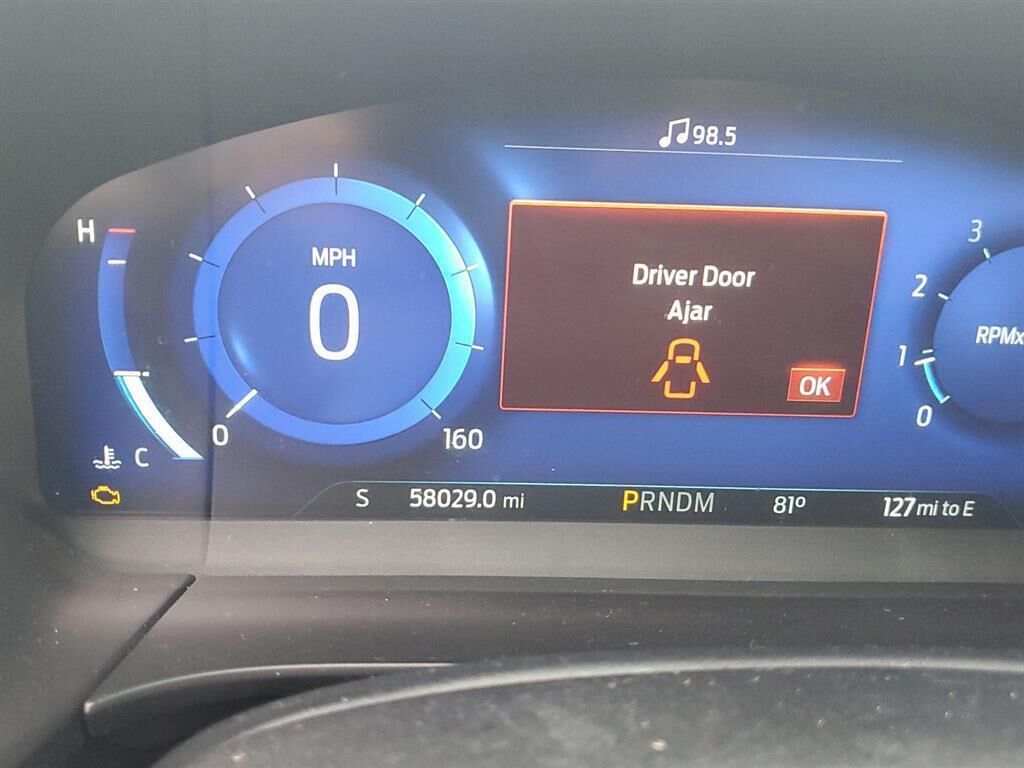 98.5
H
MPH
0
0
160
C
Driver Door
Ajar
OK
3
2
1
0
RPMx
S 58029.0 mi PRNDM 81º 127 mi to E